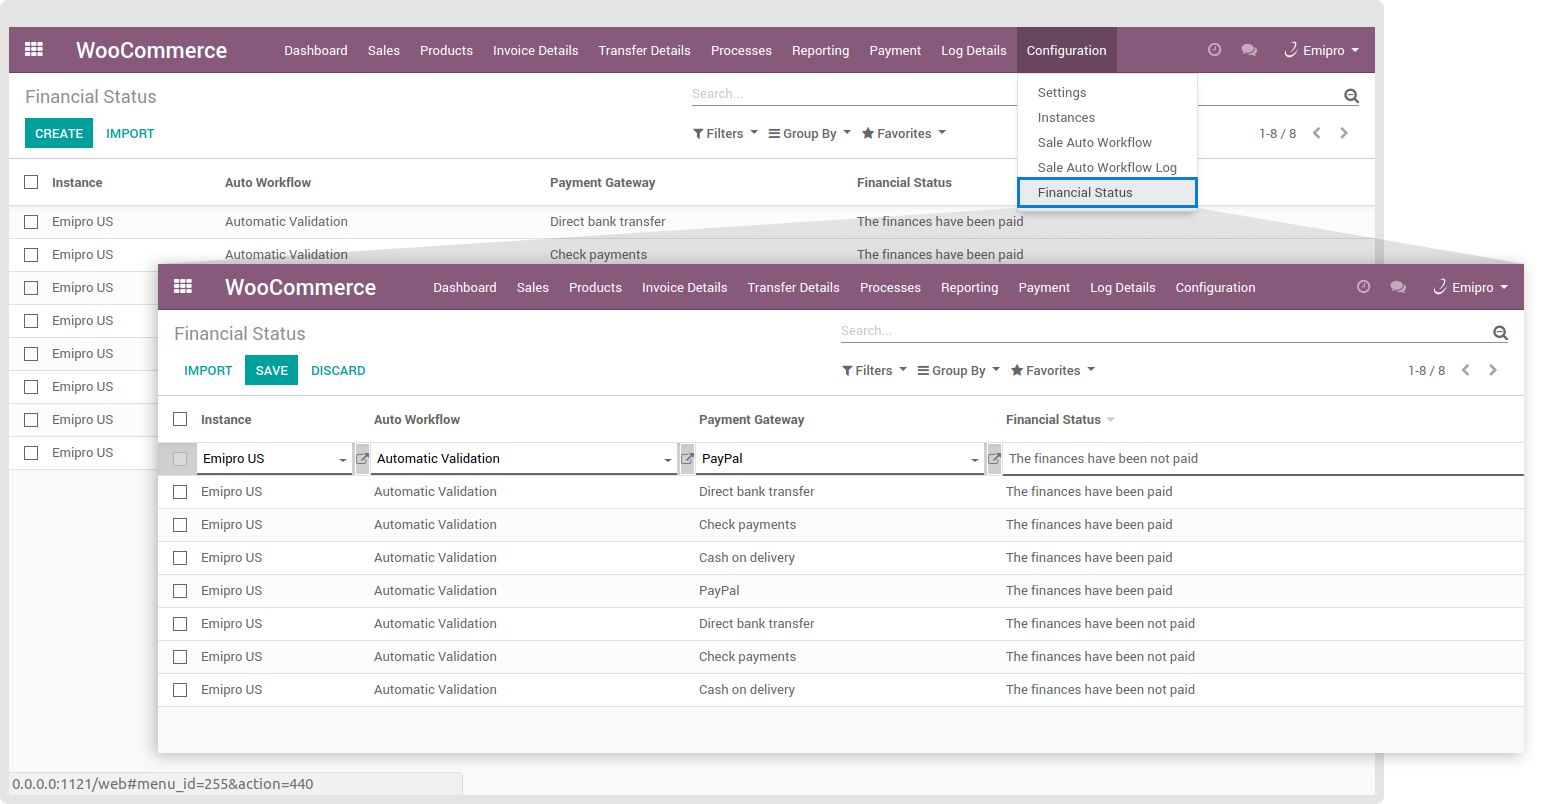 WooCommerce Dashboard Sales Products Invoice Details Transfer Details Processes Reporting Payment Log Details Configuration Emipro
Financial Status Search...
CREATE IMPORT Filters Group By Favorites 1-8 / 8
Settings
Instances
Sale Auto Workflow
Sale Auto Workflow Log
Financial Status
Instance Auto Workflow Payment Gateway Financial Status
Emipro US Automatic Validation Direct bank transfer The finances have been paid
Emipro US Automatic Validation Check payments The finances have been paid
Emipro US
Emipro US
Emipro US
Emipro US
Emipro US
Emipro US
WooCommerce Dashboard Sales Products Invoice Details Transfer Details Processes Reporting Payment Log Details Configuration Emipro
Financial Status Search...
IMPORT SAVE DISCARD Filters Group By Favorites 1-8 / 8
Instance Auto Workflow Payment Gateway Financial Status
Emipro US Automatic Validation PayPal The finances have been not paid
Emipro US Automatic Validation Direct bank transfer The finances have been paid
Emipro US Automatic Validation Check payments The finances have been paid
Emipro US Automatic Validation Cash on delivery The finances have been paid
Emipro US Automatic Validation PayPal The finances have been paid
Emipro US Automatic Validation Direct bank transfer The finances have been not paid
Emipro US Automatic Validation Check payments The finances have been not paid
Emipro US Automatic Validation Cash on delivery The finances have been not paid
0.0.0.0:1121/web#menu_id=255&action=440